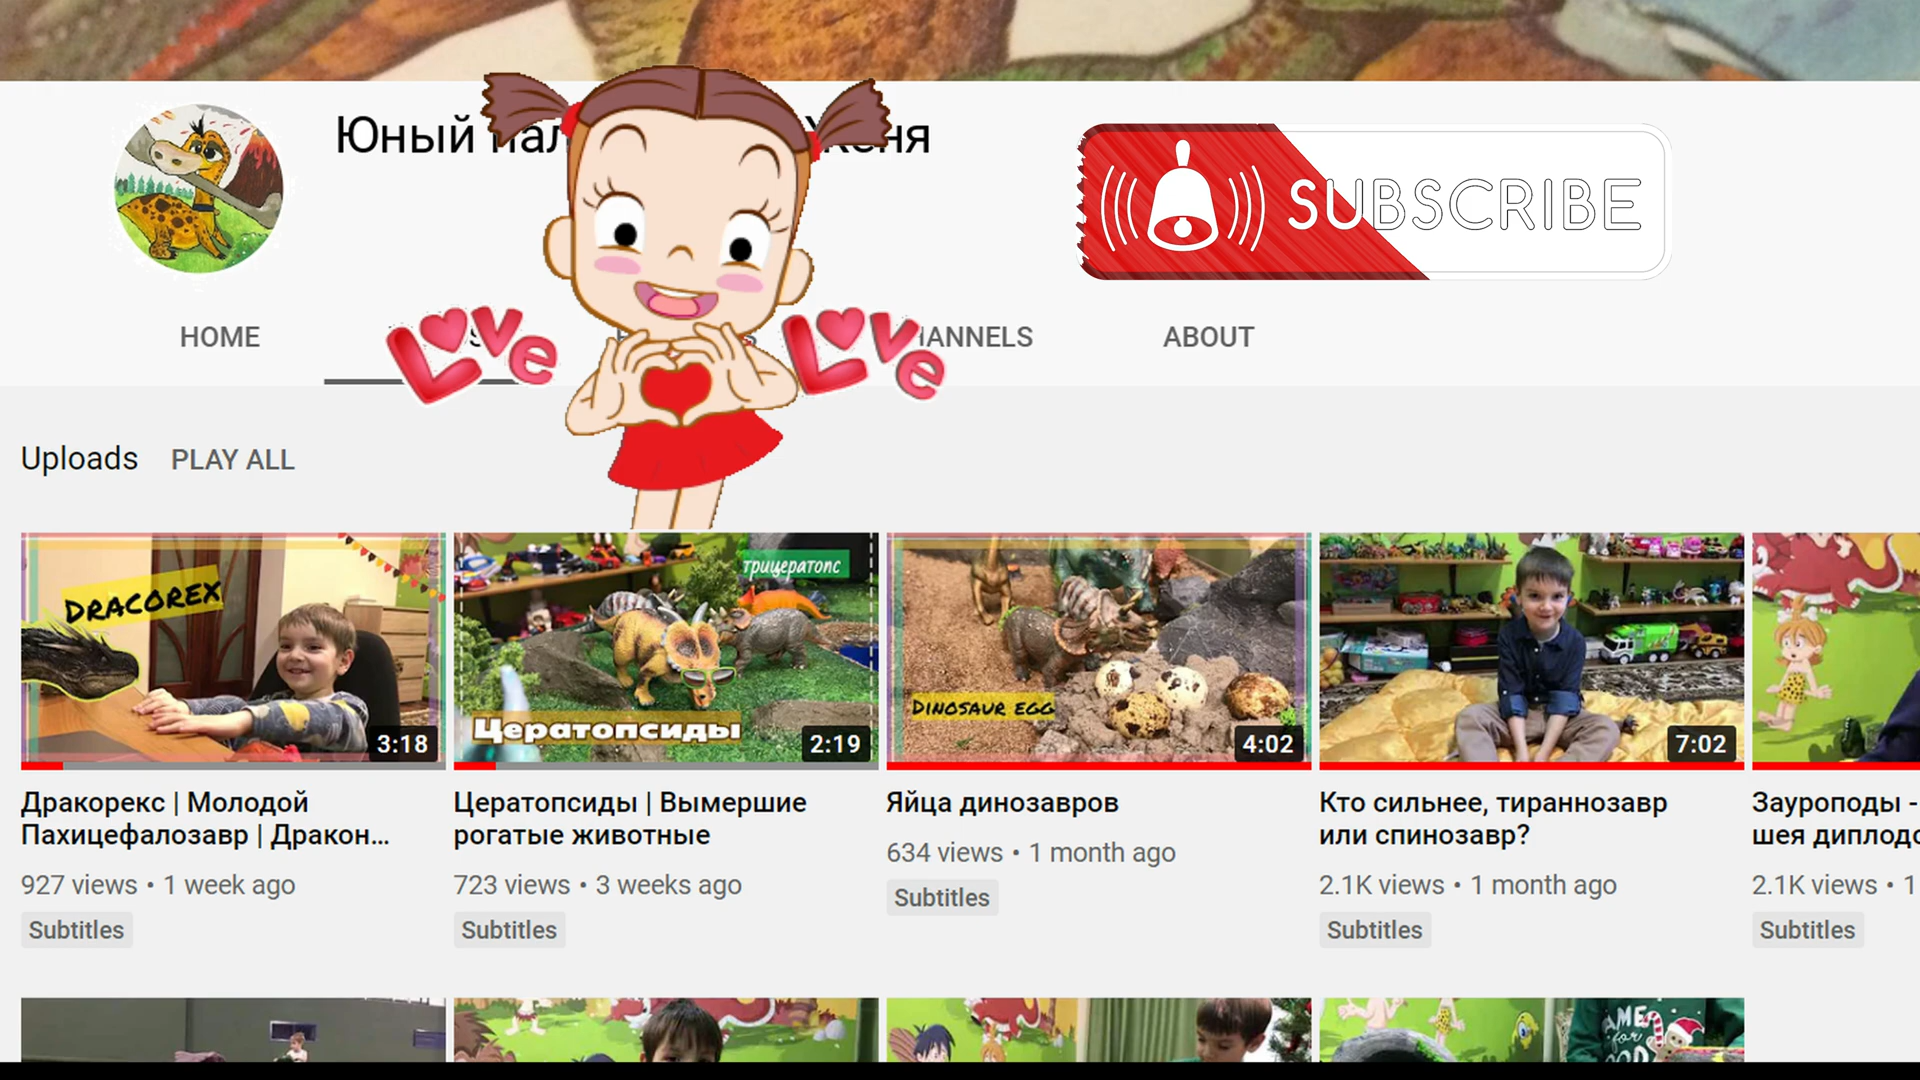 Юный
SUBSCRIBE
Love
Love
HOME
ABOUT
Uploads PLAY ALL
DRACOREX
3:18
трицератопс
Цератопсиды
2:19
DINOSAUR EGG
4:02
7:02
Дракорекс | Молодой
Пахицефалозавр | Дракон...
927 views • 1 week ago
Subtitles
Цератопсиды | Вымершие
рогатые животные
723 views • 3 weeks ago
Subtitles
Яйца динозавров
634 views • 1 month ago
Subtitles
Кто сильнее, тираннозавр
или спинозавр?
2.1K views • 1 month ago
Subtitles
Зауроподы -
шея
2.1K views • 1
Subtitles